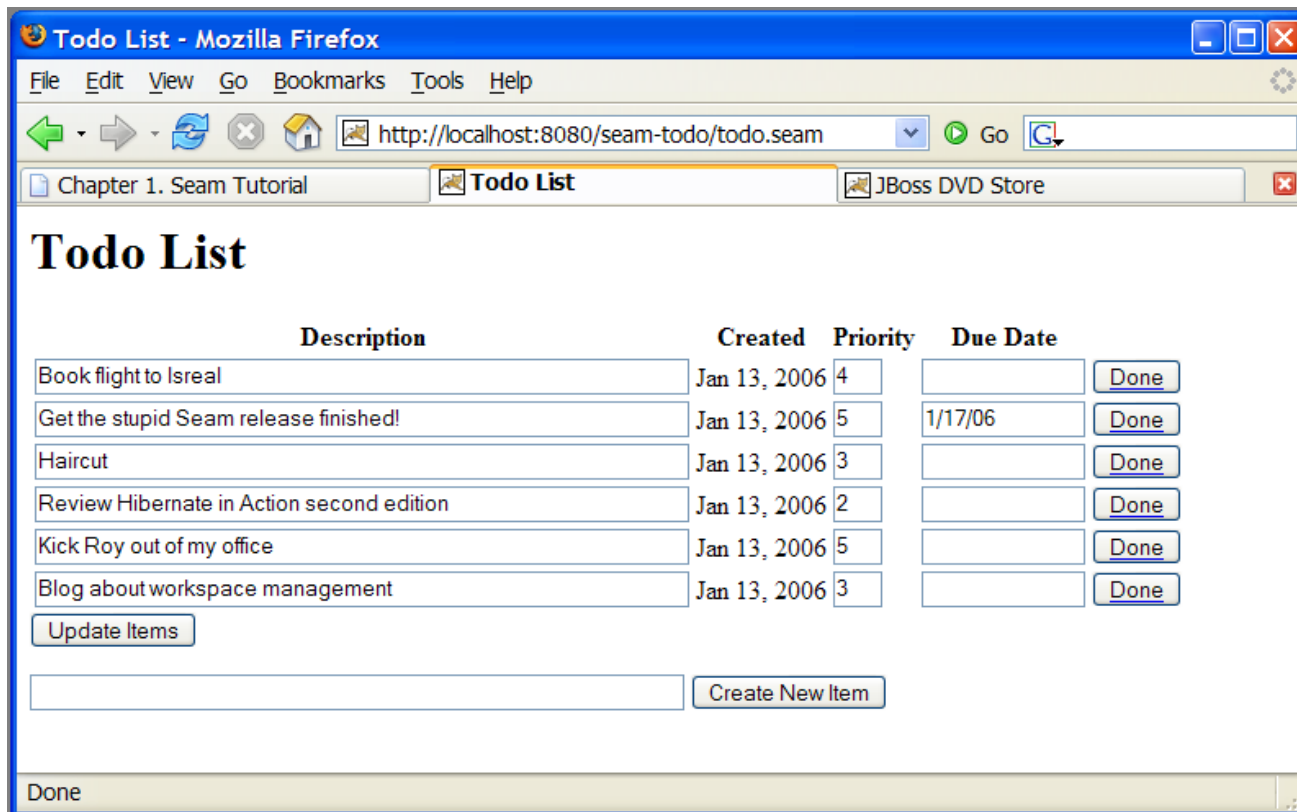 Todo List - Mozilla Firefox
File Edit View Go Bookmarks Tools Help
http://localhost:8080/seam-todo/todo.seam Go G
Chapter 1. Seam Tutorial Todo List JBoss DVD Store
Todo List
Description Created Priority Due Date
Book flight to Isreal Jan 13, 2006 4 Done
Get the stupid Seam release finished! Jan 13, 2006 5 1/17/06 Done
Haircut Jan 13, 2006 3 Done
Review Hibernate in Action second edition Jan 13, 2006 2 Done
Kick Roy out of my office Jan 13, 2006 5 Done
Blog about workspace management Jan 13, 2006 3 Done
Update Items
Create New Item
Done